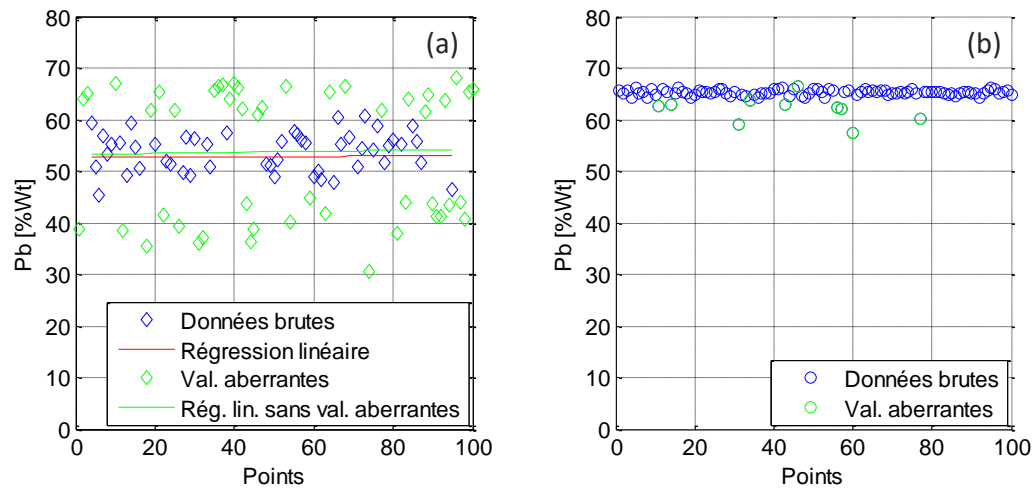 (a)
Pb [%Wt]
80
70
60
50
40
30
20
10
0
Données brutes
Régression linéaire
Val. aberrantes
Rég. lin. sans val. aberrantes
0 20 40 60 80 100
Points
(b)
Pb [%Wt]
80
70
60
50
40
30
20
10
0
Données brutes
Val. aberrantes
0 20 40 60 80 100
Points